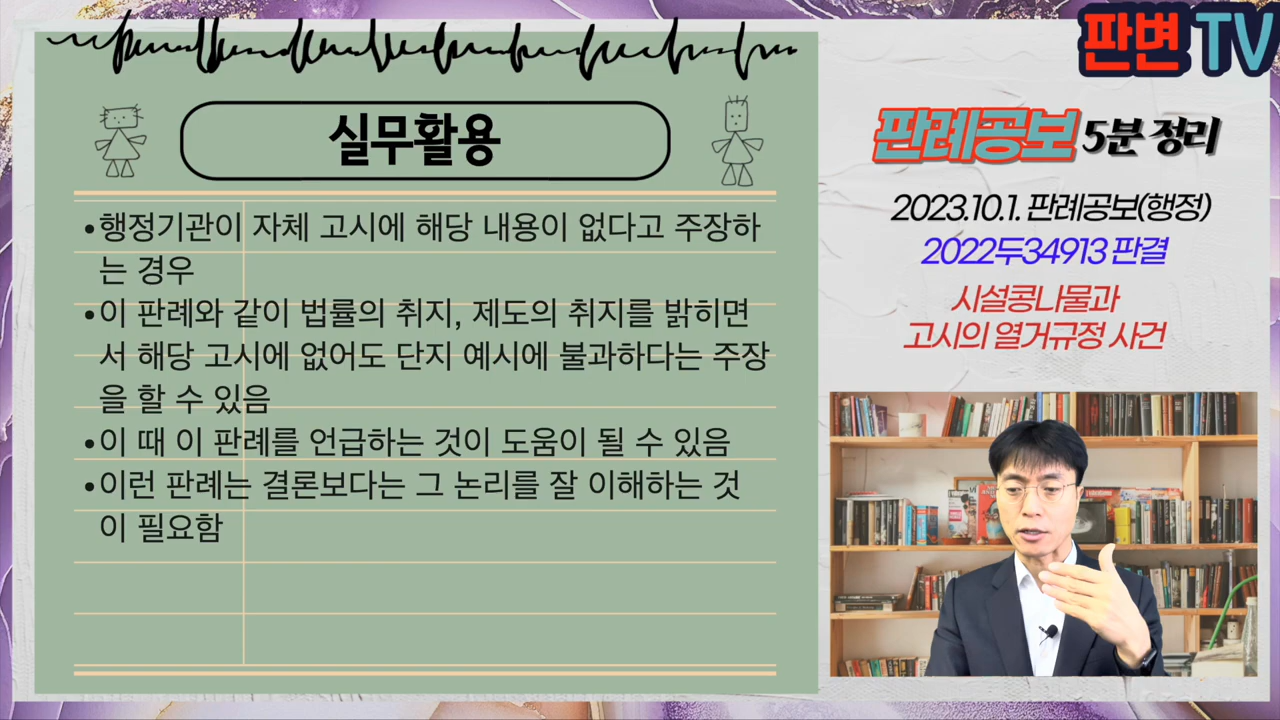 판변 TV
실무활용
•행정기관이 자체 고시에 해당 내용이 없다고 주장하
는 경우
•이 판례와 같이 법률의 취지, 제도의 취지를 밝히면
서 해당 고시에 없어도 단지 예시에 불과하다는 주장
을 할 수 있음
•이 때 이 판례를 언급하는 것이 도움이 될 수 있음
•이런 판례는 결론보다는 그 논리를 잘 이해하는 것
이 필요함
판례공보 5분 정리
2023.10.1. 판례공보(행정)
2022두34913 판결
시설콩나물과
고시의 열거규정 사건